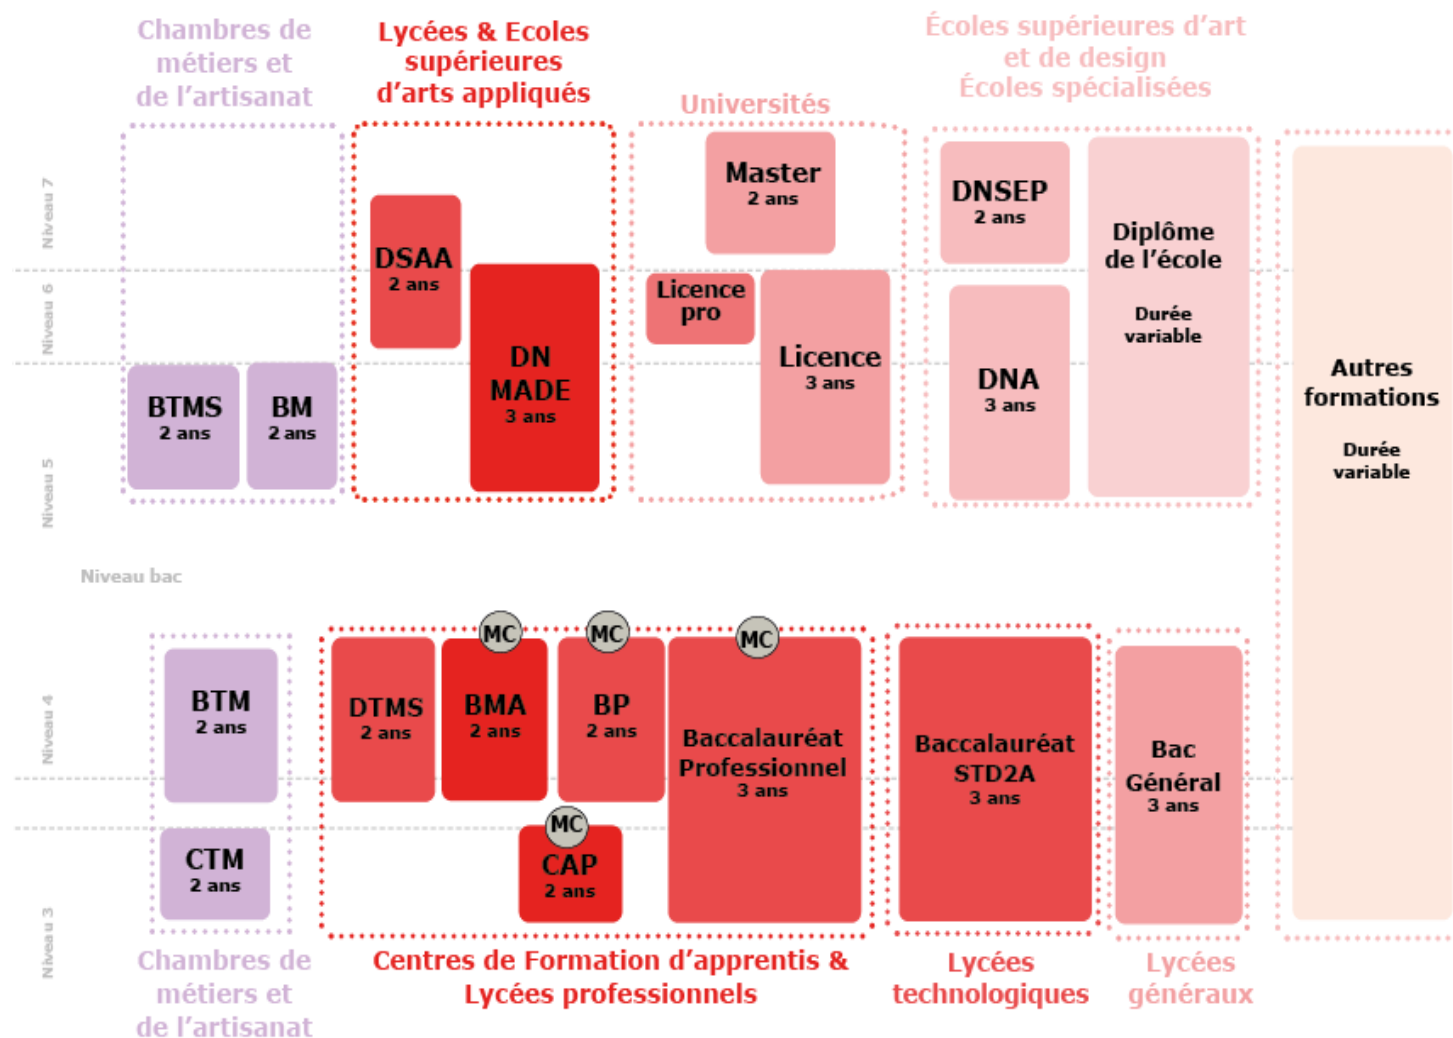 Chambres de
métiers et
de l’artisanat
Lycées & Ecoles
supérieures
d’arts appliqués
Universités
Écoles supérieures d’art
et de design
Écoles spécialisées
Niveau 7
Niveau 6
Niveau 5
BTMS
2 ans
BM
2 ans
DSAA
2 ans
DN
MADE
3 ans
Master
2 ans
Licence
pro
Licence
3 ans
DNSEP
2 ans
DNA
3 ans
Diplôme
de l’école
Durée
variable
Autres
formations
Durée
variable
Niveau bac
Niveau 4
Niveau 3
BTM
2 ans
CTM
2 ans
DTMS
2 ans
MC
BMA
2 ans
MC
BP
2 ans
MC
Baccalauréat
Professionnel
3 ans
MC
CAP
2 ans
Baccalauréat
STD2A
3 ans
Bac
Général
3 ans
Chambres de
métiers et
de l’artisanat
Centres de Formation d’apprentis &
Lycées professionnels
Lycées
technologiques
Lycées
généraux